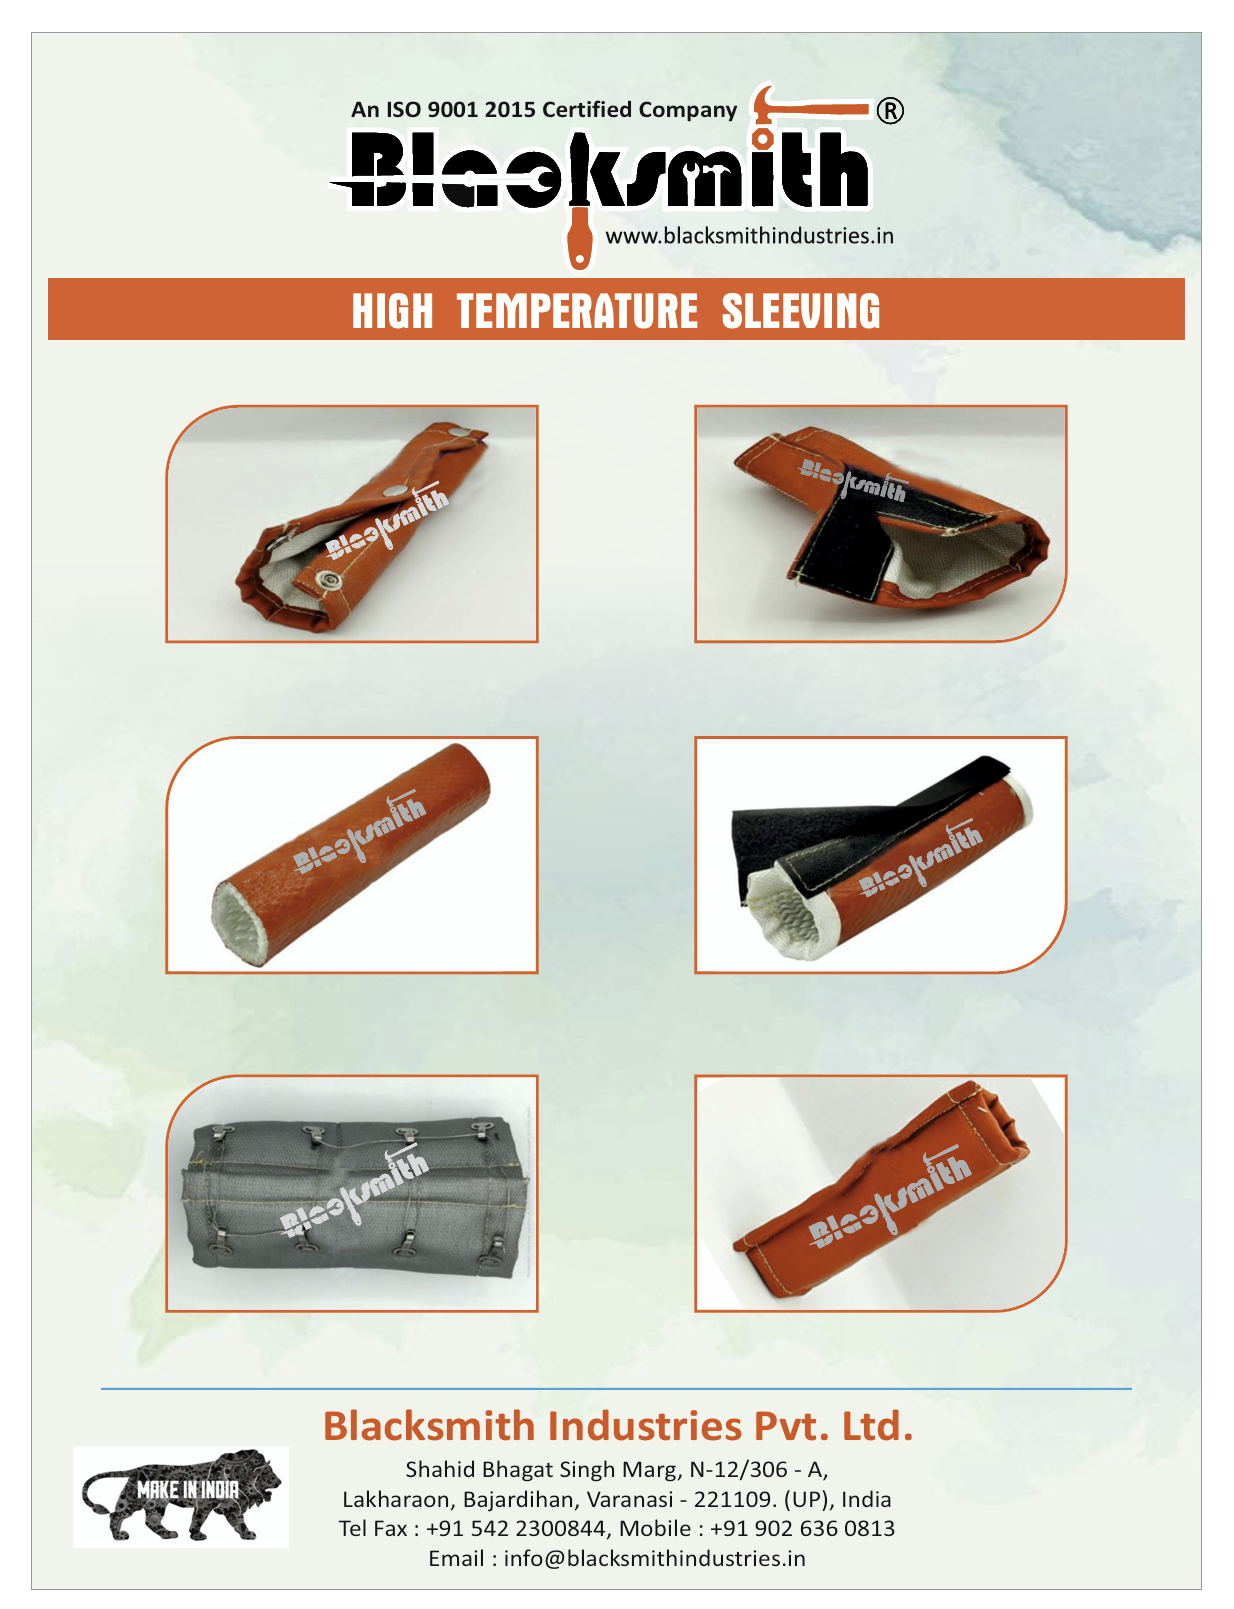 An ISO 9001 2015 Certified Company
Blacksmith ®
www.blacksmithindustries.in
HIGH TEMPERATURE SLEEVING
Blacksmith
Blacksmith
Blacksmith
Blacksmith
Blacksmith
Blacksmith
Blacksmith Industries Pvt. Ltd.
MAKE IN INDIA
Shahid Bhagat Singh Marg, N-12/306 - A,
Lakharaon, Bajardihan, Varanasi - 221109. (UP), India
Tel Fax : +91 542 2300844, Mobile : +91 902 636 0813
Email : info@blacksmithindustries.in